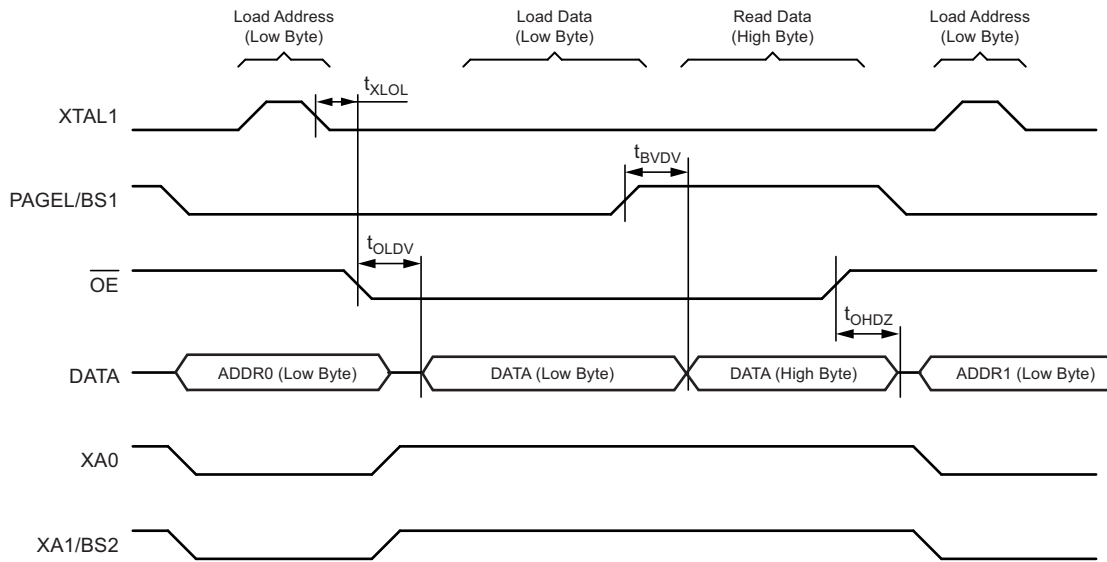 Load Address
(Low Byte)
Load Data
(Low Byte)
Read Data
(High Byte)
Load Address
(Low Byte)
XTAL1
tXLOL
PAGEL/BS1
tBVDV
OE
tOLDV
tOHDZ
DATA
ADDR0 (Low Byte)
DATA (Low Byte)
DATA (High Byte)
ADDR1 (Low Byte)
XA0
XA1/BS2